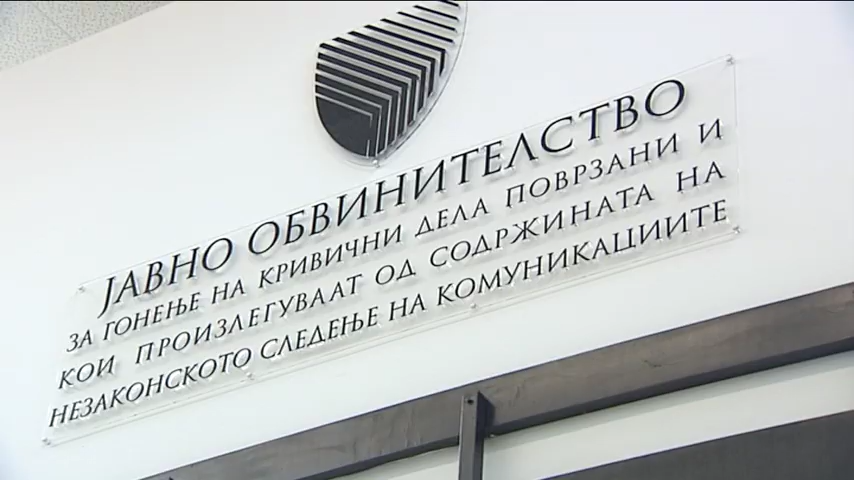 ЈАВНО ОБВИНИТЕЛСТВО
ЗА ГОНЕЊЕ НА КРИВИЧНИ ДЕЛА ПОВРЗАНИ И
КОИ ПРОИЗЛЕГУВААТ ОД СОДРЖИНАТА НА
НЕЗАКОНСКОТО СЛЕДЕЊЕ НА КОМУНИКАЦИИТЕ